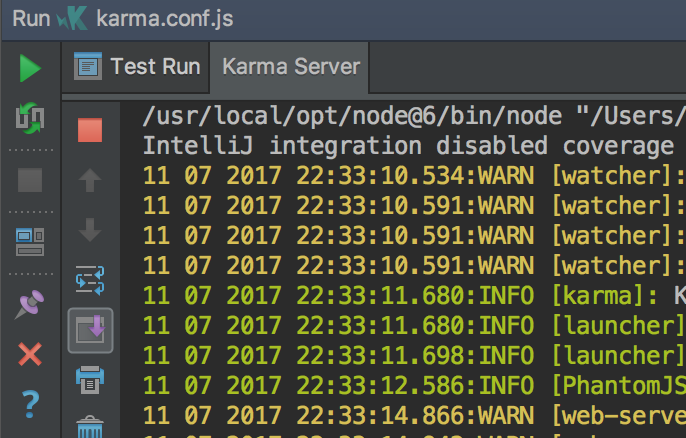 Run karma.conf.js
Test Run Karma Server
/usr/local/opt/node@6/bin/node "/Users/
IntelliJ integration disabled coverage
11 07 2017 22:33:10.534:WARN [watcher]:
11 07 2017 22:33:10.591:WARN [watcher]:
11 07 2017 22:33:10.591:WARN [watcher]:
11 07 2017 22:33:10.591:WARN [watcher]:
11 07 2017 22:33:11.680:INFO [karma]: K
11 07 2017 22:33:11.680:INFO [launcher]
11 07 2017 22:33:11.698:INFO [launcher]
11 07 2017 22:33:12.586:INFO [PhantomJS
11 07 2017 22:33:14.866:WARN [web-serve